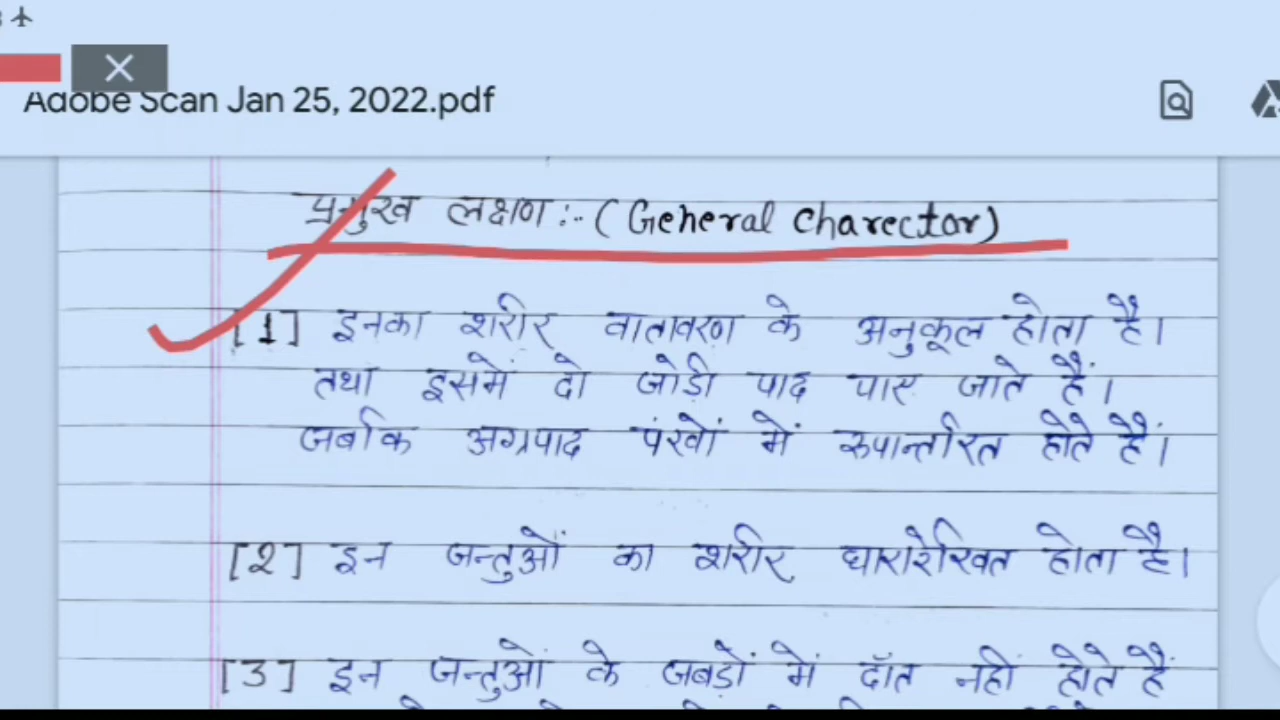 Adobe Scan Jan 25, 2022.pdf
प्रमुख लक्षण :- (General Charector)
[1] इनका शरीर वातावरण के अनुकूल होता है।
तथा इसमें दो जोड़ी पाद पाए जाते हैं।
जबकि अग्रपाद पंखों में रुपान्तरित होते हैं।
[2] इन जन्तुओं का शरीर धारारेखित होता है।
[3] इन जन्तुओं के जबड़ों में दाँत नहीं होते हैं